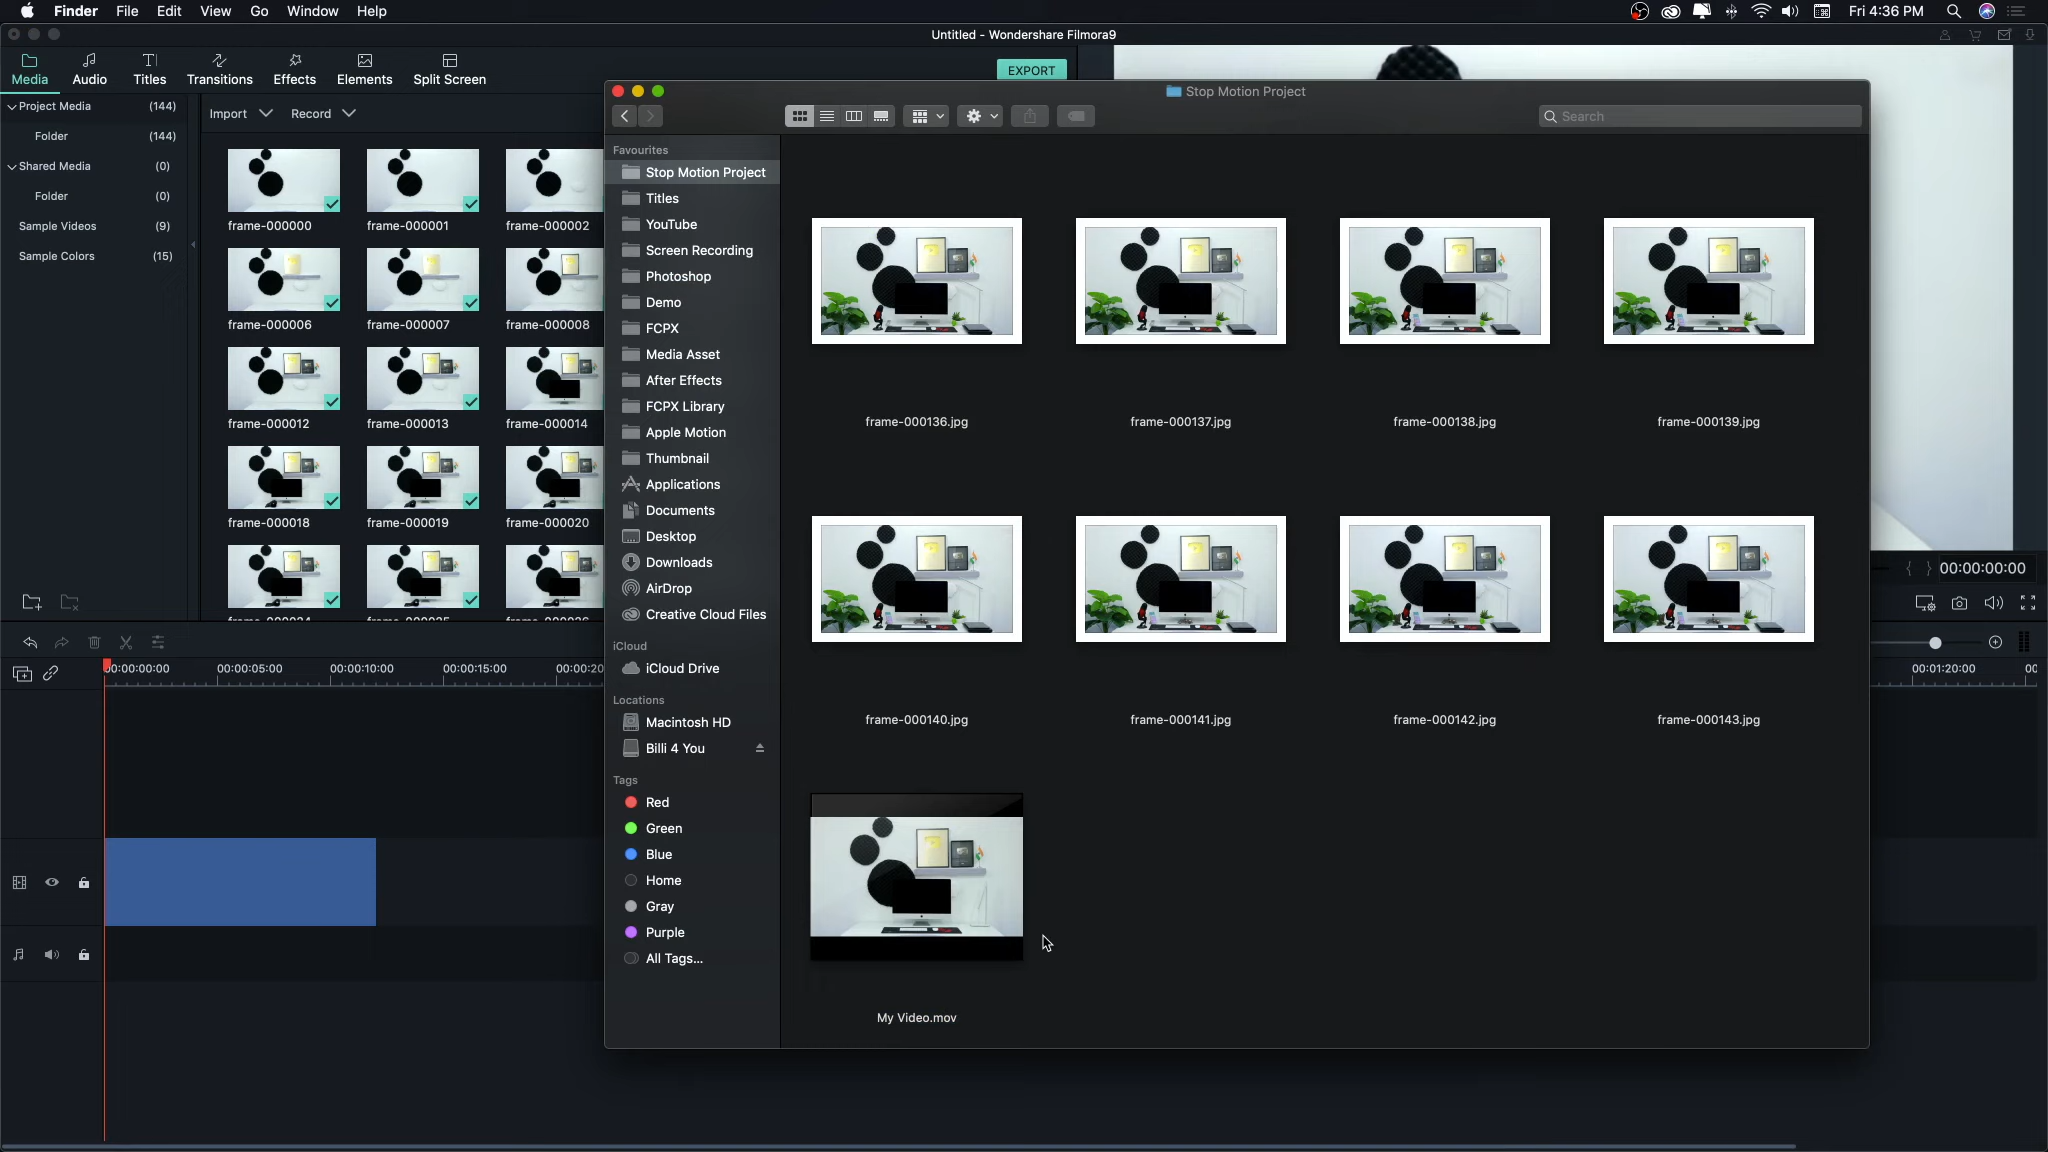 Finder File Edit View Go Window Help
Fri 4:36 PM
Untitled - Wondershare Filmora9
Media Audio Titles Transitions Effects Elements Split Screen
EXPORT
Project Media (144)
Folder (144)
Shared Media (0)
Folder (0)
Sample Videos (9)
Sample Colors (15)
Import Record
frame-000000 frame-000001 frame-000002
frame-000006 frame-000007 frame-000008
frame-000012 frame-000013 frame-000014
frame-000018 frame-000019 frame-000020
Stop Motion Project
Search
Favourites
Stop Motion Project
Titles
YouTube
Screen Recording
Photoshop
Demo
FCPX
Media Asset
After Effects
FCPX Library
Apple Motion
Thumbnail
Applications
Documents
Desktop
Downloads
AirDrop
Creative Cloud Files
iCloud
iCloud Drive
Locations
Macintosh HD
Billi 4 You
Tags
Red
Green
Blue
Home
Gray
Purple
All Tags...
frame-000136.jpg frame-000137.jpg frame-000138.jpg frame-000139.jpg
frame-000140.jpg frame-000141.jpg frame-000142.jpg frame-000143.jpg
My Video.mov
00:00:00:00
00:00:00:00 00:00:05:00 00:00:10:00 00:00:15:00 00:00:20
00:01:20:00 00